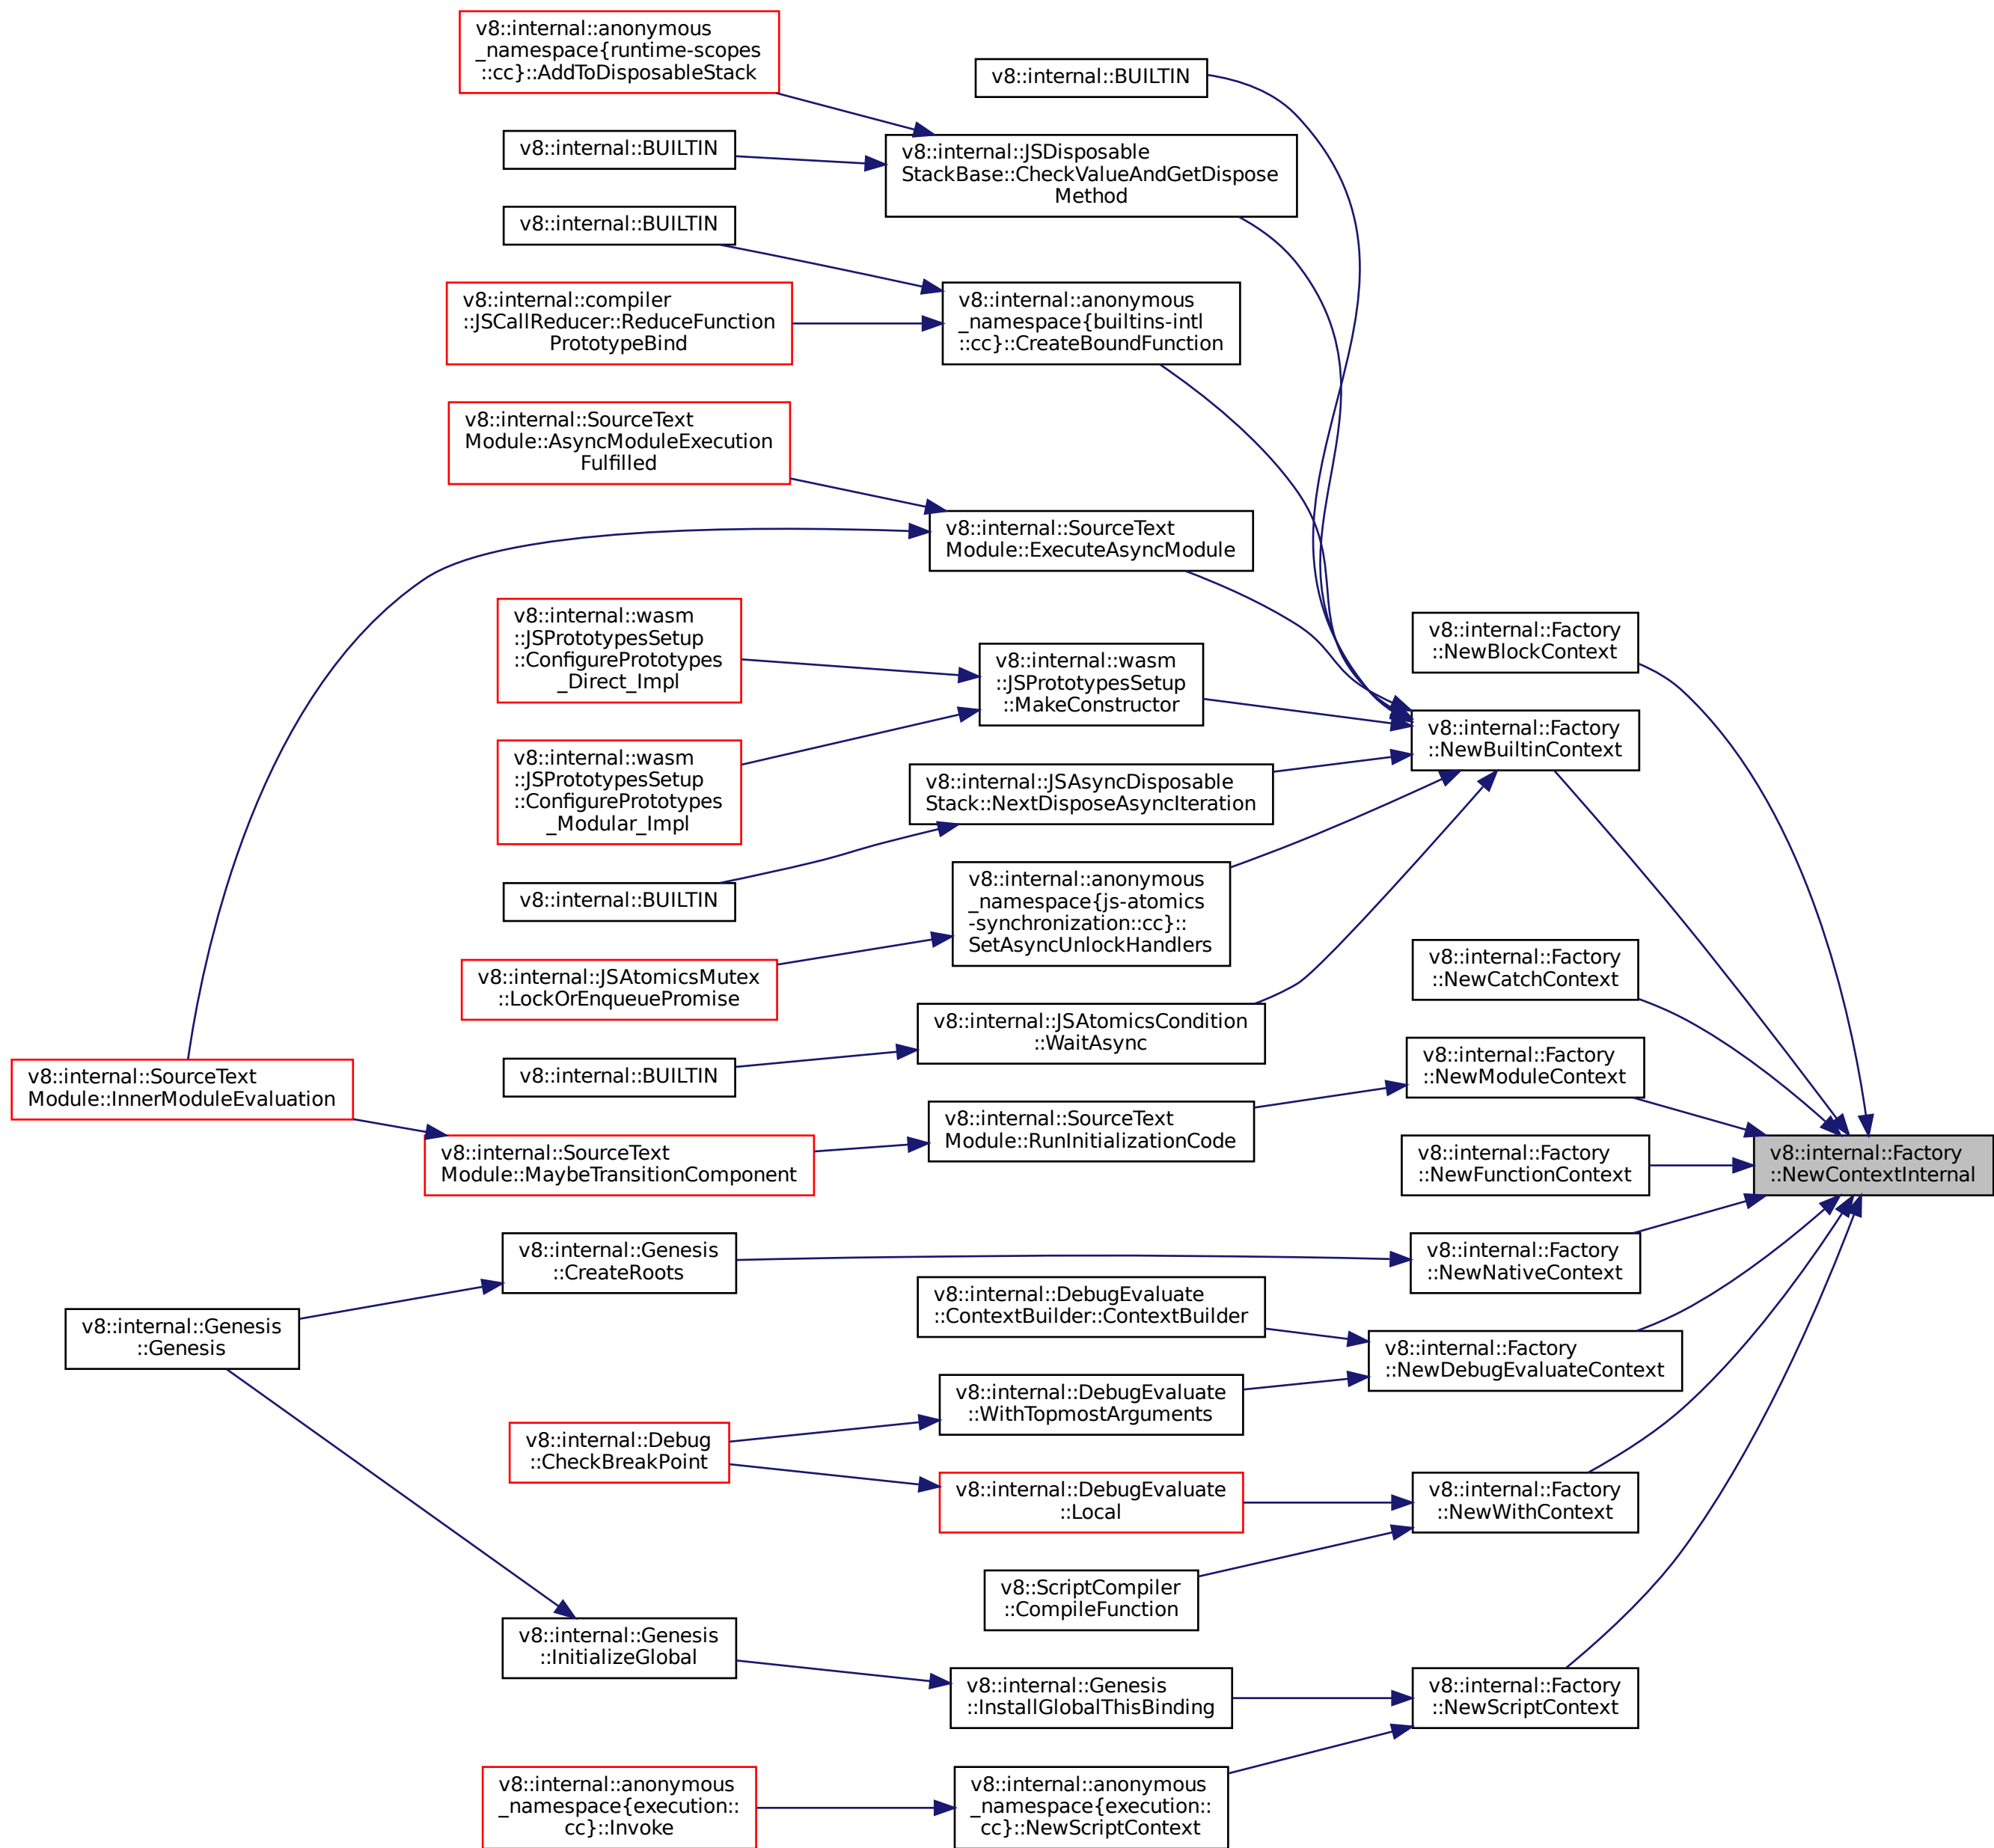 v8::internal::anonymous
_namespace{runtime-scopes
::cc}::AddToDisposableStack
v8::internal::BUILTIN
v8::internal::BUILTIN
v8::internal::JSDisposable
StackBase::CheckValueAndGetDispose
Method
v8::internal::BUILTIN
v8::internal::compiler
::JSCallReducer::ReduceFunction
PrototypeBind
v8::internal::anonymous
_namespace{builtins-intl
::cc}::CreateBoundFunction
v8::internal::SourceText
Module::AsyncModuleExecution
Fulfilled
v8::internal::SourceText
Module::ExecuteAsyncModule
v8::internal::wasm
::JSPrototypesSetup
::ConfigurePrototypes
_Direct_Impl
v8::internal::wasm
::JSPrototypesSetup
::MakeConstructor
v8::internal::Factory
::NewBlockContext
v8::internal::Factory
::NewBuiltinContext
v8::internal::wasm
::JSPrototypesSetup
::ConfigurePrototypes
_Modular_Impl
v8::internal::JSAsyncDisposable
Stack::NextDisposeAsyncIteration
v8::internal::BUILTIN
v8::internal::anonymous
_namespace{js-atomics
-synchronization::cc}::
SetAsyncUnlockHandlers
v8::internal::Factory
::NewCatchContext
v8::internal::JSAtomicsMutex
::LockOrEnqueuePromise
v8::internal::JSAtomicsCondition
::WaitAsync
v8::internal::Factory
::NewModuleContext
v8::internal::SourceText
Module::InnerModuleEvaluation
v8::internal::BUILTIN
v8::internal::SourceText
Module::RunInitializationCode
v8::internal::SourceText
Module::MaybeTransitionComponent
v8::internal::Factory
::NewFunctionContext
v8::internal::Factory
::NewContextInternal
v8::internal::Genesis
::CreateRoots
v8::internal::Factory
::NewNativeContext
v8::internal::Genesis
::Genesis
v8::internal::DebugEvaluate
::ContextBuilder::ContextBuilder
v8::internal::Factory
::NewDebugEvaluateContext
v8::internal::DebugEvaluate
::WithTopmostArguments
v8::internal::Debug
::CheckBreakPoint
v8::internal::DebugEvaluate
::Local
v8::internal::Factory
::NewWithContext
v8::ScriptCompiler
::CompileFunction
v8::internal::Genesis
::InitializeGlobal
v8::internal::Genesis
::InstallGlobalThisBinding
v8::internal::Factory
::NewScriptContext
v8::internal::anonymous
_namespace{execution::
cc}::Invoke
v8::internal::anonymous
_namespace{execution::
cc}::NewScriptContext